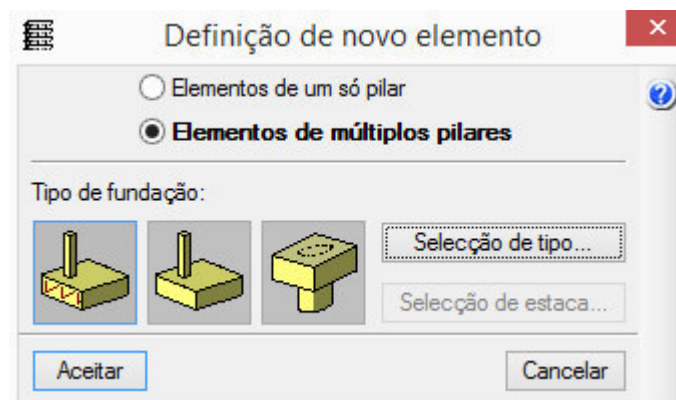 Definição de novo elemento
Elementos de um só pilar
Elementos de múltiplos pilares
Tipo de fundação:
Selecção de tipo...
Selecção de estaca...
Aceitar
Cancelar